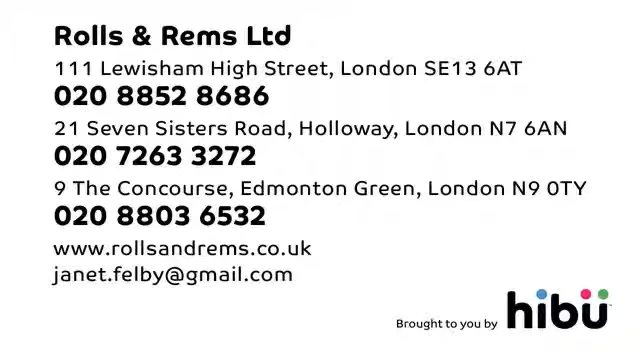 Rolls & Rems Ltd
111 Lewisham High Street, London SE13 6AT
020 8852 8686
21 Seven Sisters Road, Holloway, London N7 6AN
020 7263 3272
9 The Concourse, Edmonton Green, London N9 0TY
020 8803 6532
www.rollsandrems.co.uk
janet.felby@gmail.com
Brought to you by hibü